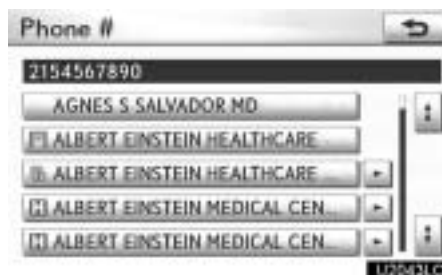 Phone #
2154567890
AGNES S SALVADOR MD
ALBERT EINSTEIN HEALTHCARE
ALBERT EINSTEIN HEALTHCARE
ALBERT EINSTEIN MEDICAL CEN...
ALBERT EINSTEIN MEDICAL CEN...